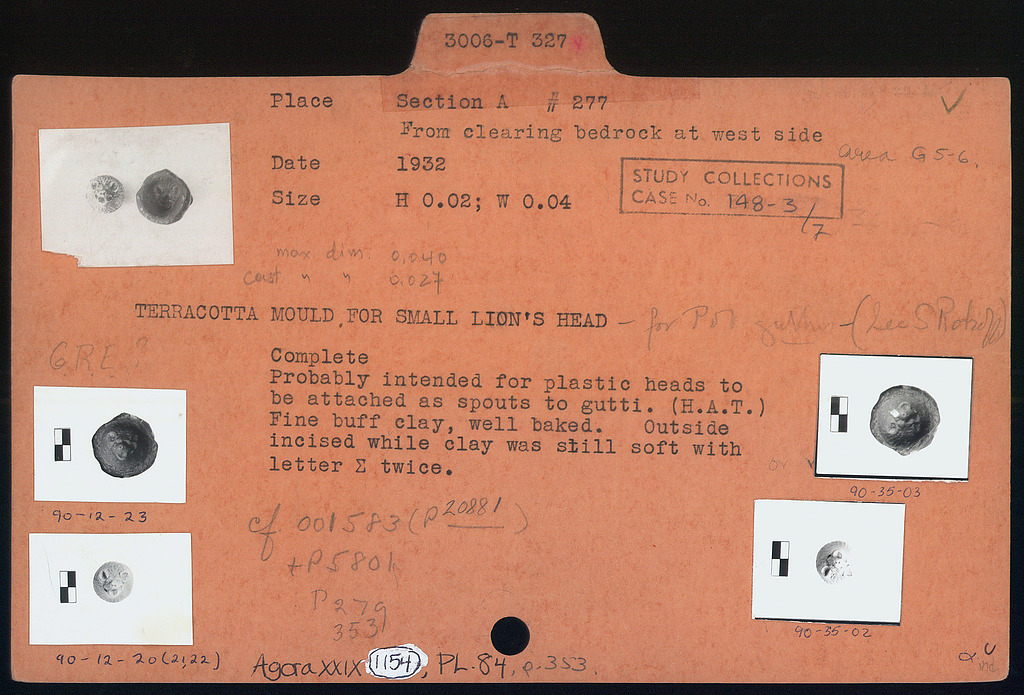 3006-T 327
Place Section A # 277
From clearing bedrock at west side
area G 5-6.
Date 1932
Size H 0.02; W 0.04
STUDY COLLECTIONS
CASE No. 148-3/7
max dim. 0.040
cast " " 0.027
TERRACOTTA MOULD FOR SMALL LION'S HEAD – for (See S Rotroff)
G.R.E. ?
Complete
Probably intended for plastic heads to
be attached as spouts to gutti. (H.A.T.)
Fine buff clay, well baked. Outside
incised while clay was still soft with
letter Σ twice.
90-12-23
90-35-03
cf 001583 (P 20881)
+P5801
P 279
353
90-35-02
90-12-20(21,22)
Agora XXIX 1154, PL. 84, p. 353.